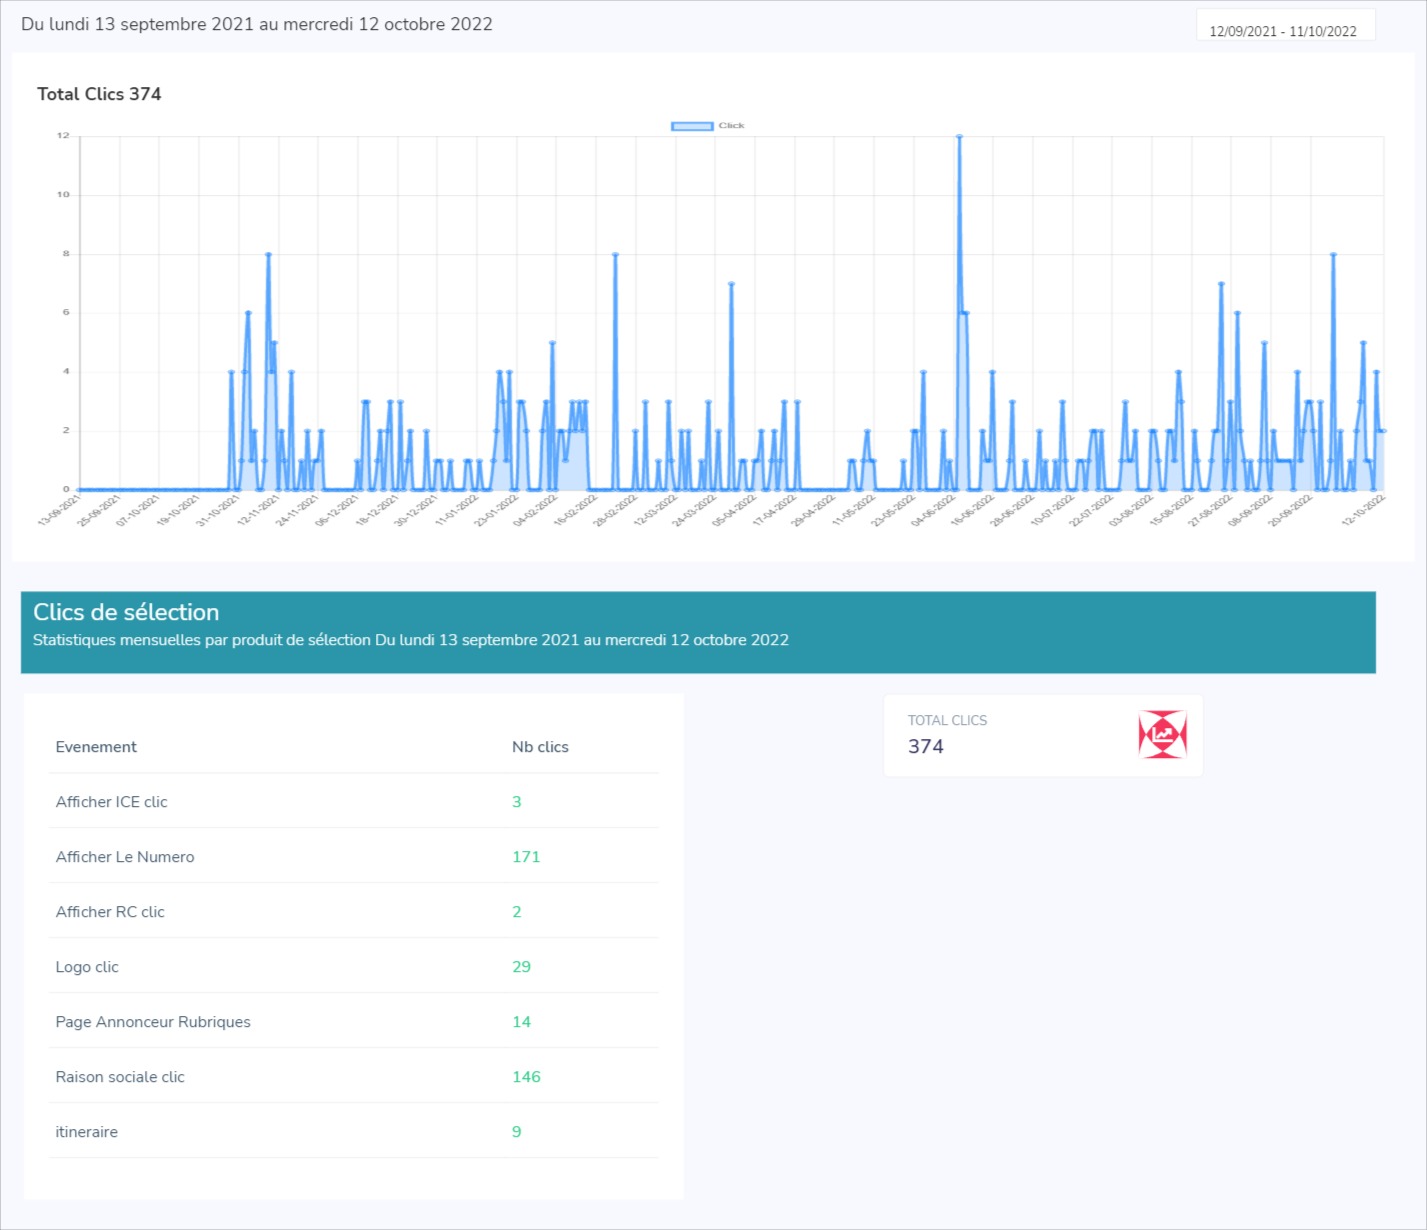 Du lundi 13 septembre 2021 au mercredi 12 octobre 2022
12/09/2021 - 11/10/2022
Total Clics 374
Click
12
10
8
6
4
2
0
13-09-2021 25-09-2021 07-10-2021 19-10-2021 31-10-2021 12-11-2021 24-11-2021 06-12-2021 18-12-2021 30-12-2021 11-01-2022 23-01-2022 04-02-2022 16-02-2022 28-02-2022 12-03-2022 24-03-2022 05-04-2022 17-04-2022 29-04-2022 11-05-2022 23-05-2022 04-06-2022 16-06-2022 28-06-2022 10-07-2022 22-07-2022 03-08-2022 15-08-2022 27-08-2022 08-09-2022 20-09-2022 12-10-2022
Clics de sélection
Statistiques mensuelles par produit de sélection Du lundi 13 septembre 2021 au mercredi 12 octobre 2022
TOTAL CLICS
374
Evenement Nb clics
Afficher ICE clic 3
Afficher Le Numero 171
Afficher RC clic 2
Logo clic 29
Page Annonceur Rubriques 14
Raison sociale clic 146
itineraire 9